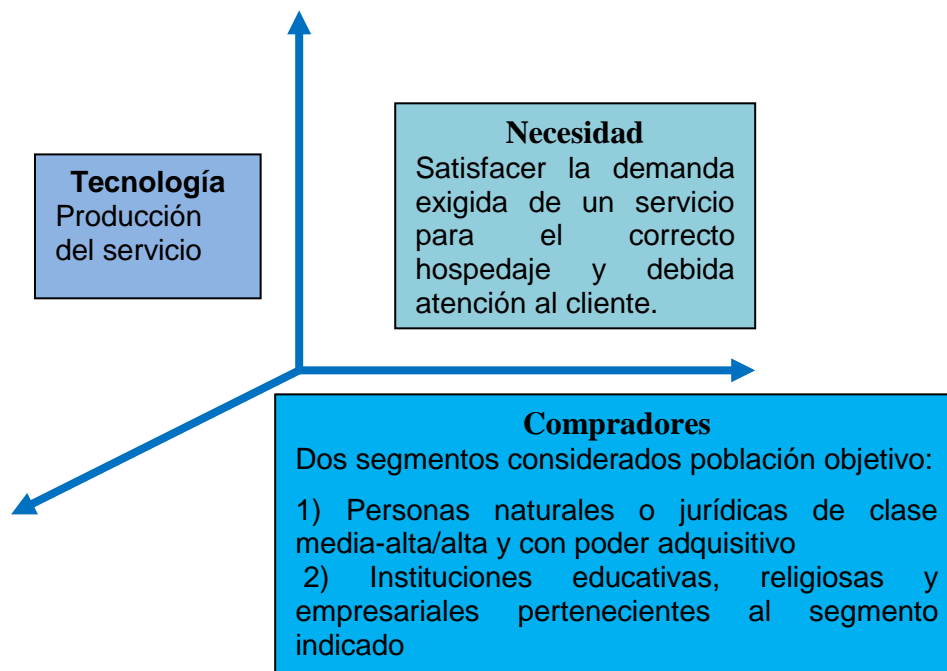 Tecnología
Producción
del servicio
Necesidad
Satisfacer la demanda
exigida de un servicio
para el correcto
hospedaje y debida
atención al cliente.
Compradores
Dos segmentos considerados población objetivo:
1) Personas naturales o jurídicas de clase
media-alta/alta y con poder adquisitivo
2) Instituciones educativas, religiosas y
empresariales pertenecientes al segmento
indicado